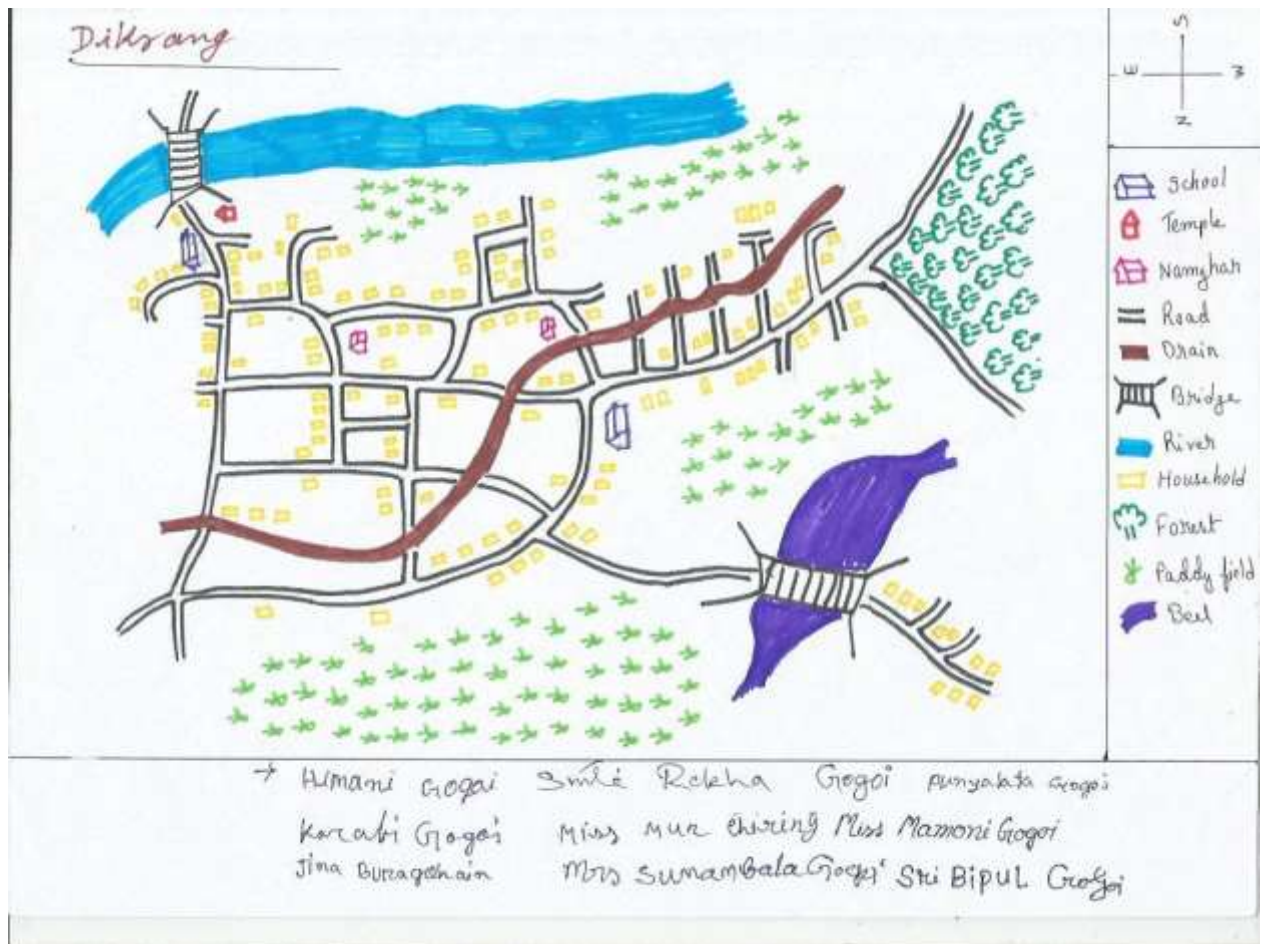 Dikrang
S
E W
N
School
Temple
Namghar
Road
Drain
Bridge
River
Household
Forest
Paddy field
Beel
→ Himani Gogoi Smti Rekha Gogoi Punyalata Gogoi
Karabi Gogoi Miss Mun Chiring Miss Mamoni Gogoi
Jina Buragohain Mrs Sunambala Gogoi Sri Bipul Gogoi